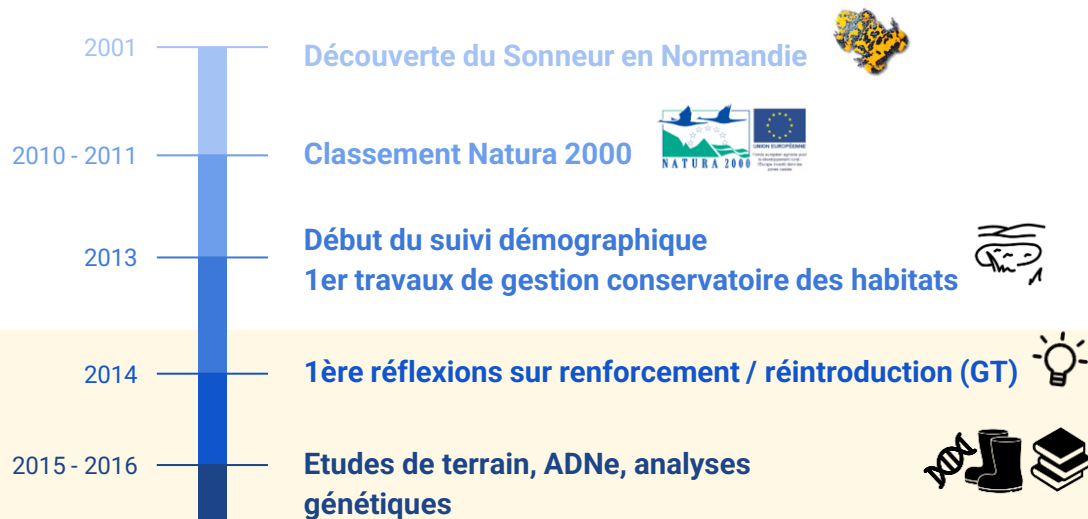 2001
Découverte du Sonneur en Normandie
2010 - 2011
Classement Natura 2000
NATURA 2000
UNION EUROPÉENNE
2013
Début du suivi démographique
1er travaux de gestion conservatoire des habitats
2014
1ère réflexions sur renforcement / réintroduction (GT)
2015 - 2016
Etudes de terrain, ADNe, analyses
génétiques